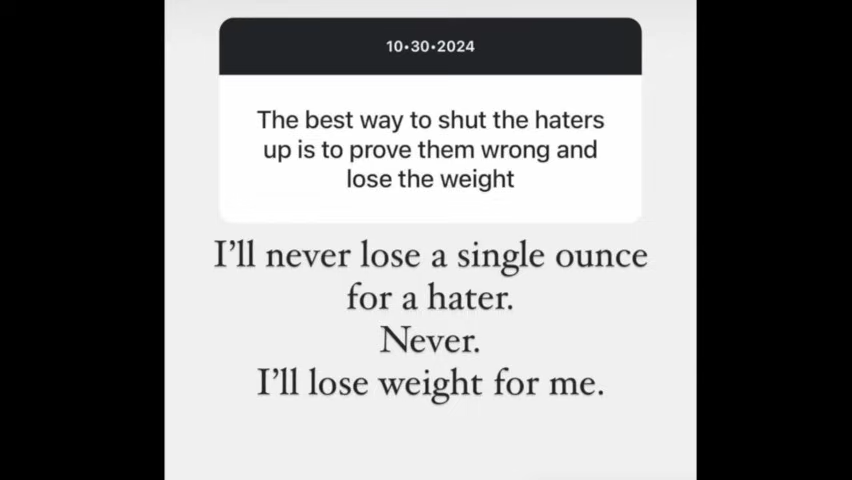 10•30•2024
The best way to shut the haters
up is to prove them wrong and
lose the weight
I’ll never lose a single ounce
for a hater.
Never.
I’ll lose weight for me.